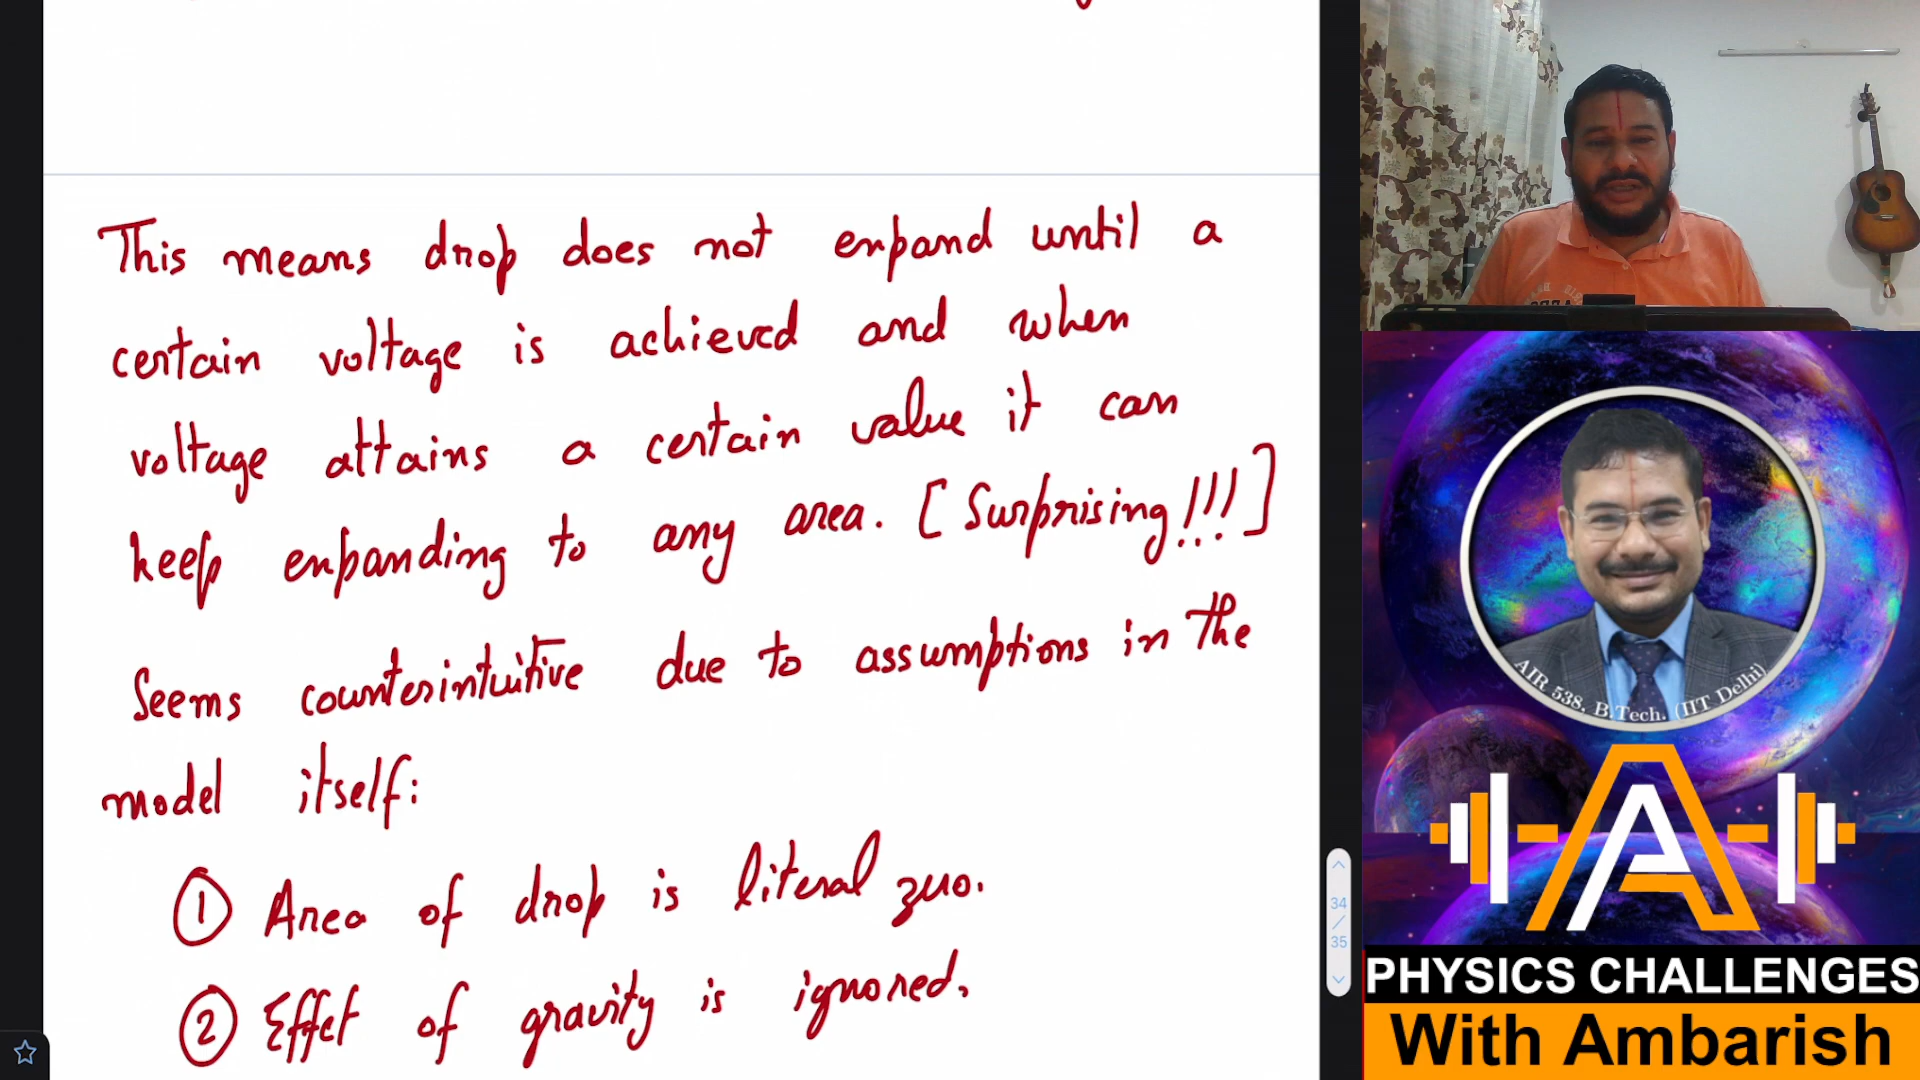 This means drop does not expand until a
certain voltage is achieved and when
voltage attains a certain value it can
keep expanding to any area. [Surprising!!!]
Seems counterintuitive due to assumptions in the
model itself:
① Area of drop is literal zero.
② Effect of gravity is ignored.
34
/
35
AIR 538, B.Tech. (IIT Delhi)
A
PHYSICS CHALLENGES
With Ambarish